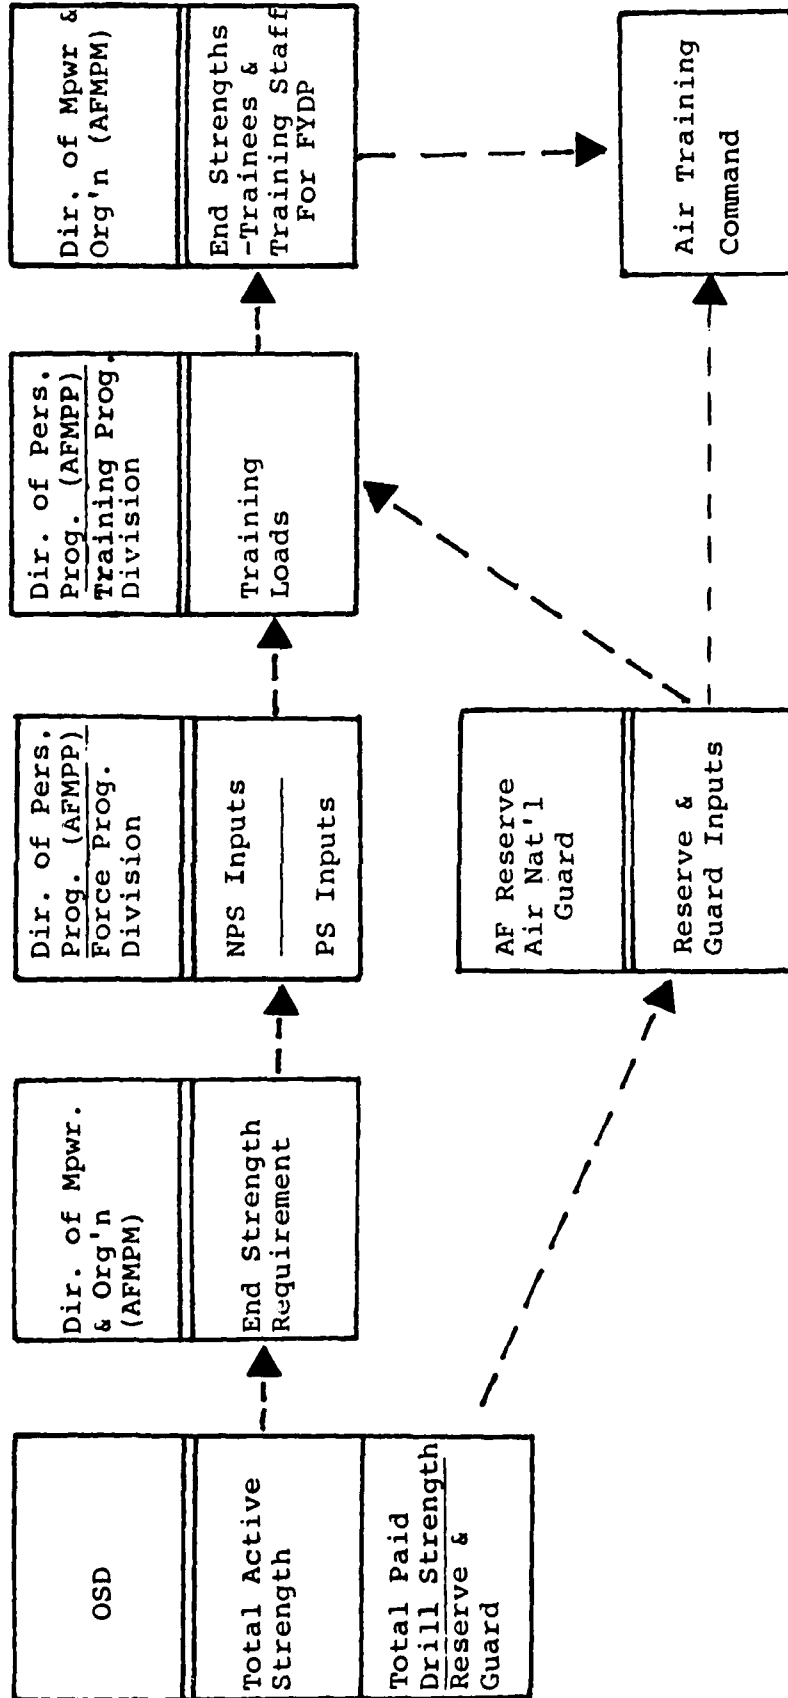 OSD
Total Active
Strength
Total Paid
Drill Strength
Reserve &
Guard
Dir. of Mpwr.
& Org'n
(AFMPM)
End Strength
Requirement
Dir. of Pers.
Prog. (AFMPP)
Force Prog.
Division
NPS Inputs
PS Inputs
Dir. of Pers.
Prog. (AFMPP)
Training Prog.
Division
Training
Loads
Dir. of Mpwr &
Org'n (AFMPM)
End Strengths
-Trainees &
Training Staff
For FYDP
AF Reserve
Air Nat'l
Guard
Reserve &
Guard Inputs
Air Training
Command